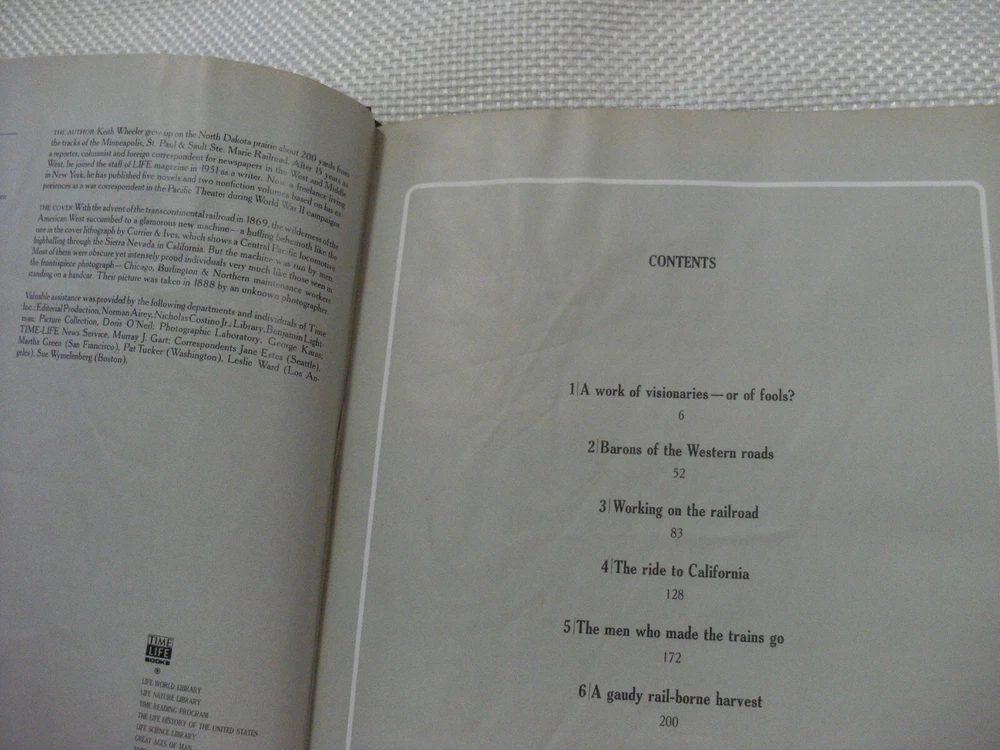 THE AUTHOR: Keith Wheeler grew up on the North Dakota prairie about 200 yards from
the tracks of the Minneapolis, St. Paul & Sault Ste. Marie Railroad. After 15 years as
a reporter, columnist and foreign correspondent for newspapers in the West and Middle
West, he joined the staff of LIFE magazine in 1951 as a writer. Now a freelance living
in New York, he has published five novels and two nonfiction volumes based on his ex-
periences as a war correspondent in the Pacific Theater during World War II campaigns.
THE COVER: With the advent of the transcontinental railroad in 1869, the wilderness of the
American West succumbed to a glamorous new machine—a huffing behemoth like the
one in the cover lithograph by Currier & Ives, which shows a Central Pacific locomotive
highballing through the Sierra Nevada in California. But the machine was run by men.
Most of them were obscure yet intensely proud individuals very much like those seen in
the frontispiece photograph—Chicago, Burlington & Northern maintenance workers
standing on a handcar. Their picture was taken in 1888 by an unknown photographer.
Valuable assistance was provided by the following departments and individuals of Time
Inc.: Editorial Production, Norman Airey, Nicholas Costino Jr.; Library, Benjamin Light-
man; Picture Collection, Doris O'Neil; Photographic Laboratory, George Karas;
TIME-LIFE News Service, Murray J. Gart; Correspondents Jane Estes (Seattle),
Martha Green (San Francisco), Pat Tucker (Washington), Leslie Ward (Los An-
geles), Sue Wymelenberg (Boston).
TIME
LIFE
BOOKS
®
LIFE WORLD LIBRARY
LIFE NATURE LIBRARY
TIME READING PROGRAM
THE LIFE HISTORY OF THE UNITED STATES
LIFE SCIENCE LIBRARY
GREAT AGES OF MAN
CONTENTS
1|A work of visionaries—or of fools?
6
2|Barons of the Western roads
52
3|Working on the railroad
83
4|The ride to California
128
5|The men who made the trains go
172
6|A gaudy rail-borne harvest
200